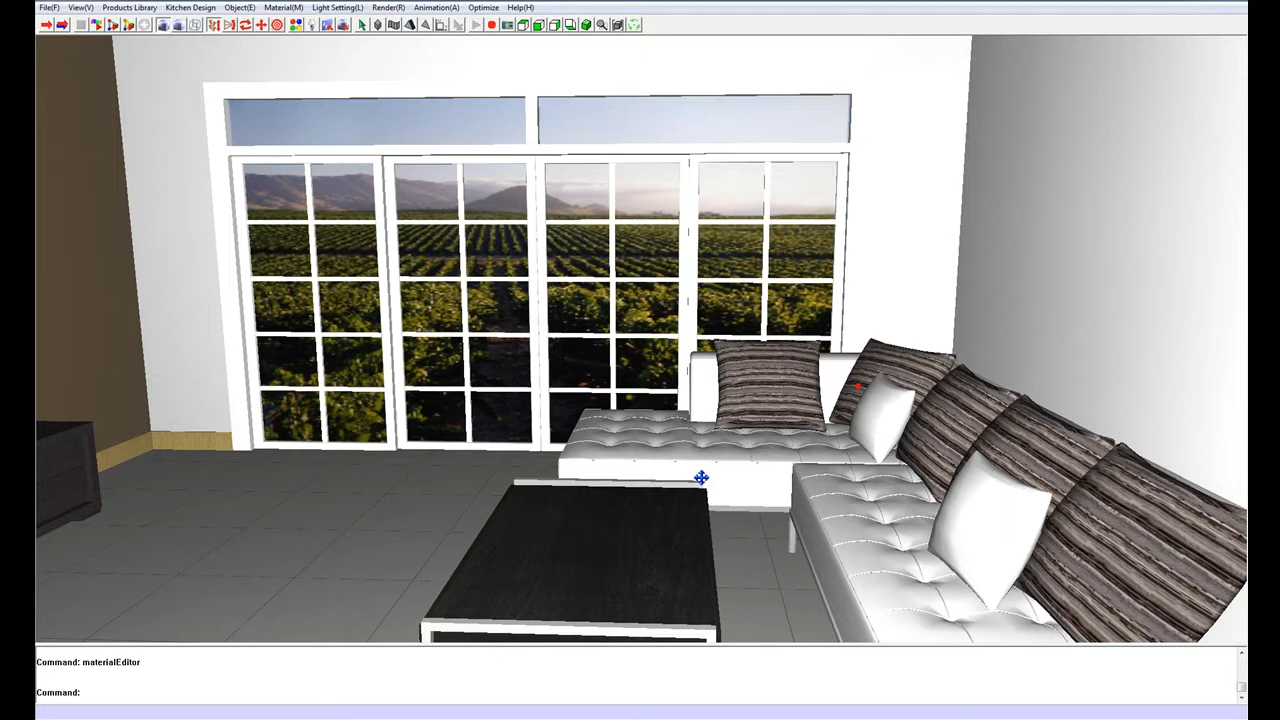 File(F) View(V) Products Library Kitchen Design Object(E) Material(M) Light Setting(L) Render(R) Animation(A) Optimize Help(H)
Command: materialEditor
Command: